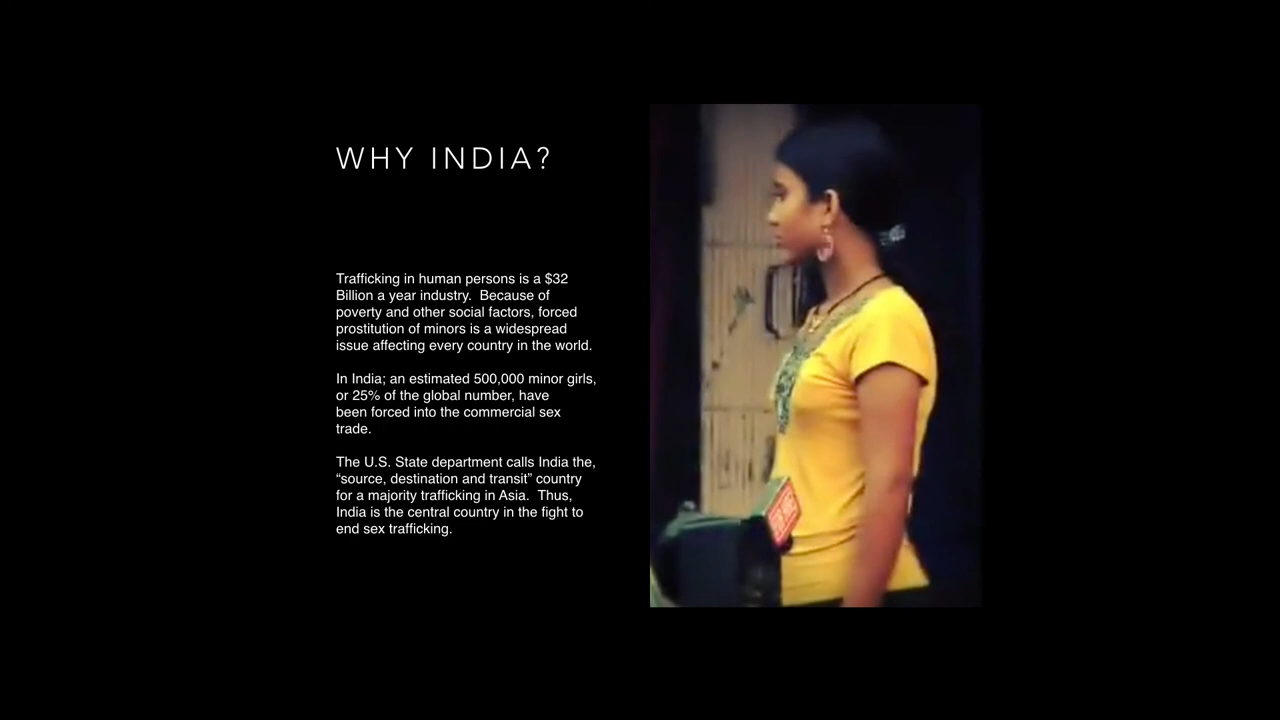 WHY INDIA?
Trafficking in human persons is a $32
Billion a year industry.  Because of
poverty and other social factors, forced
prostitution of minors is a widespread
issue affecting every country in the world.
In India; an estimated 500,000 minor girls,
or 25% of the global number, have
been forced into the commercial sex
trade.
The U.S. State department calls India the,
“source, destination and transit” country
for a majority trafficking in Asia.  Thus,
India is the central country in the fight to
end sex trafficking.